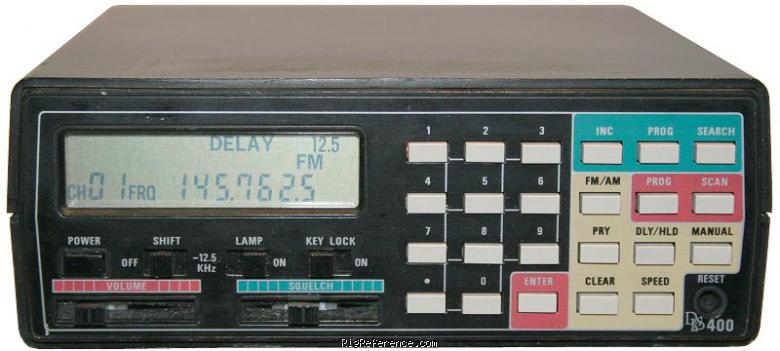 DELAY 12.5
FM
CH 01 FRQ 145.762.5
POWER SHIFT LAMP KEY LOCK
OFF -12.5 KHz ON ON
VOLUME SQUELCH
1 2 3
4 5 6
7 8 9
• 0 ENTER
INC PROG SEARCH
FM/AM PROG SCAN
PRY DLY/HLD MANUAL
CLEAR SPEED RESET
400
RigReference.com